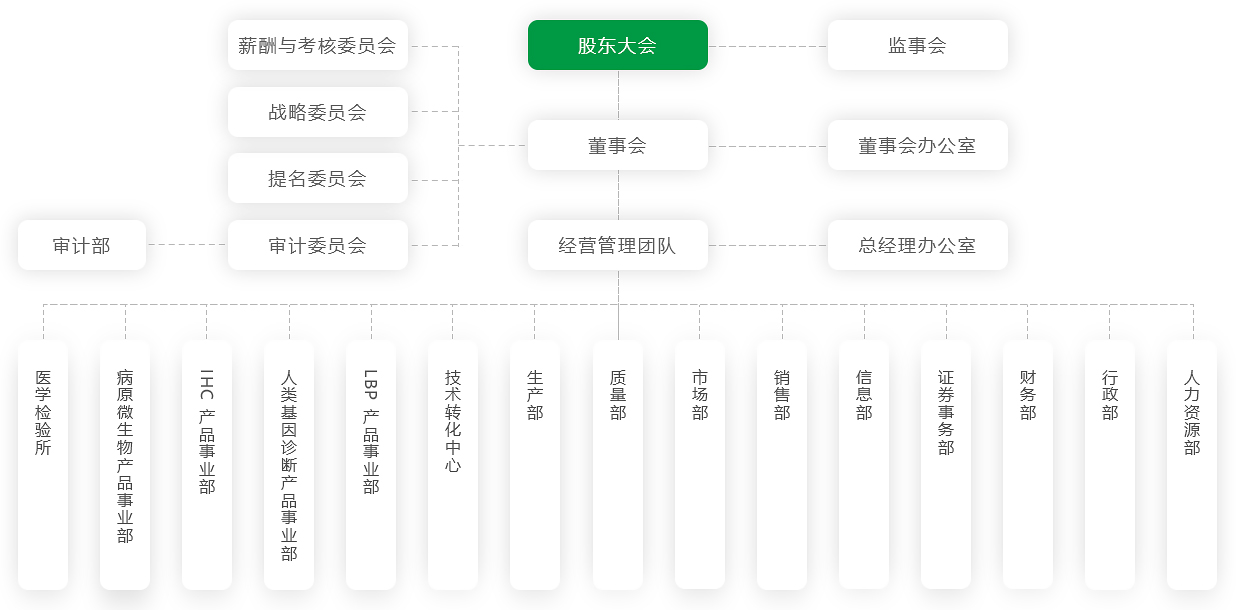 薪酬与考核委员会
股东大会
监事会
战略委员会
董事会
董事会办公室
提名委员会
审计部
审计委员会
经营管理团队
总经理办公室
医学检验所
病原微生物产品事业部
IHC 产品事业部
人类基因诊断产品事业部
LBP 产品事业部
技术转化中心
生产部
质量部
市场部
销售部
信息部
证券事务部
财务部
行政部
人力资源部